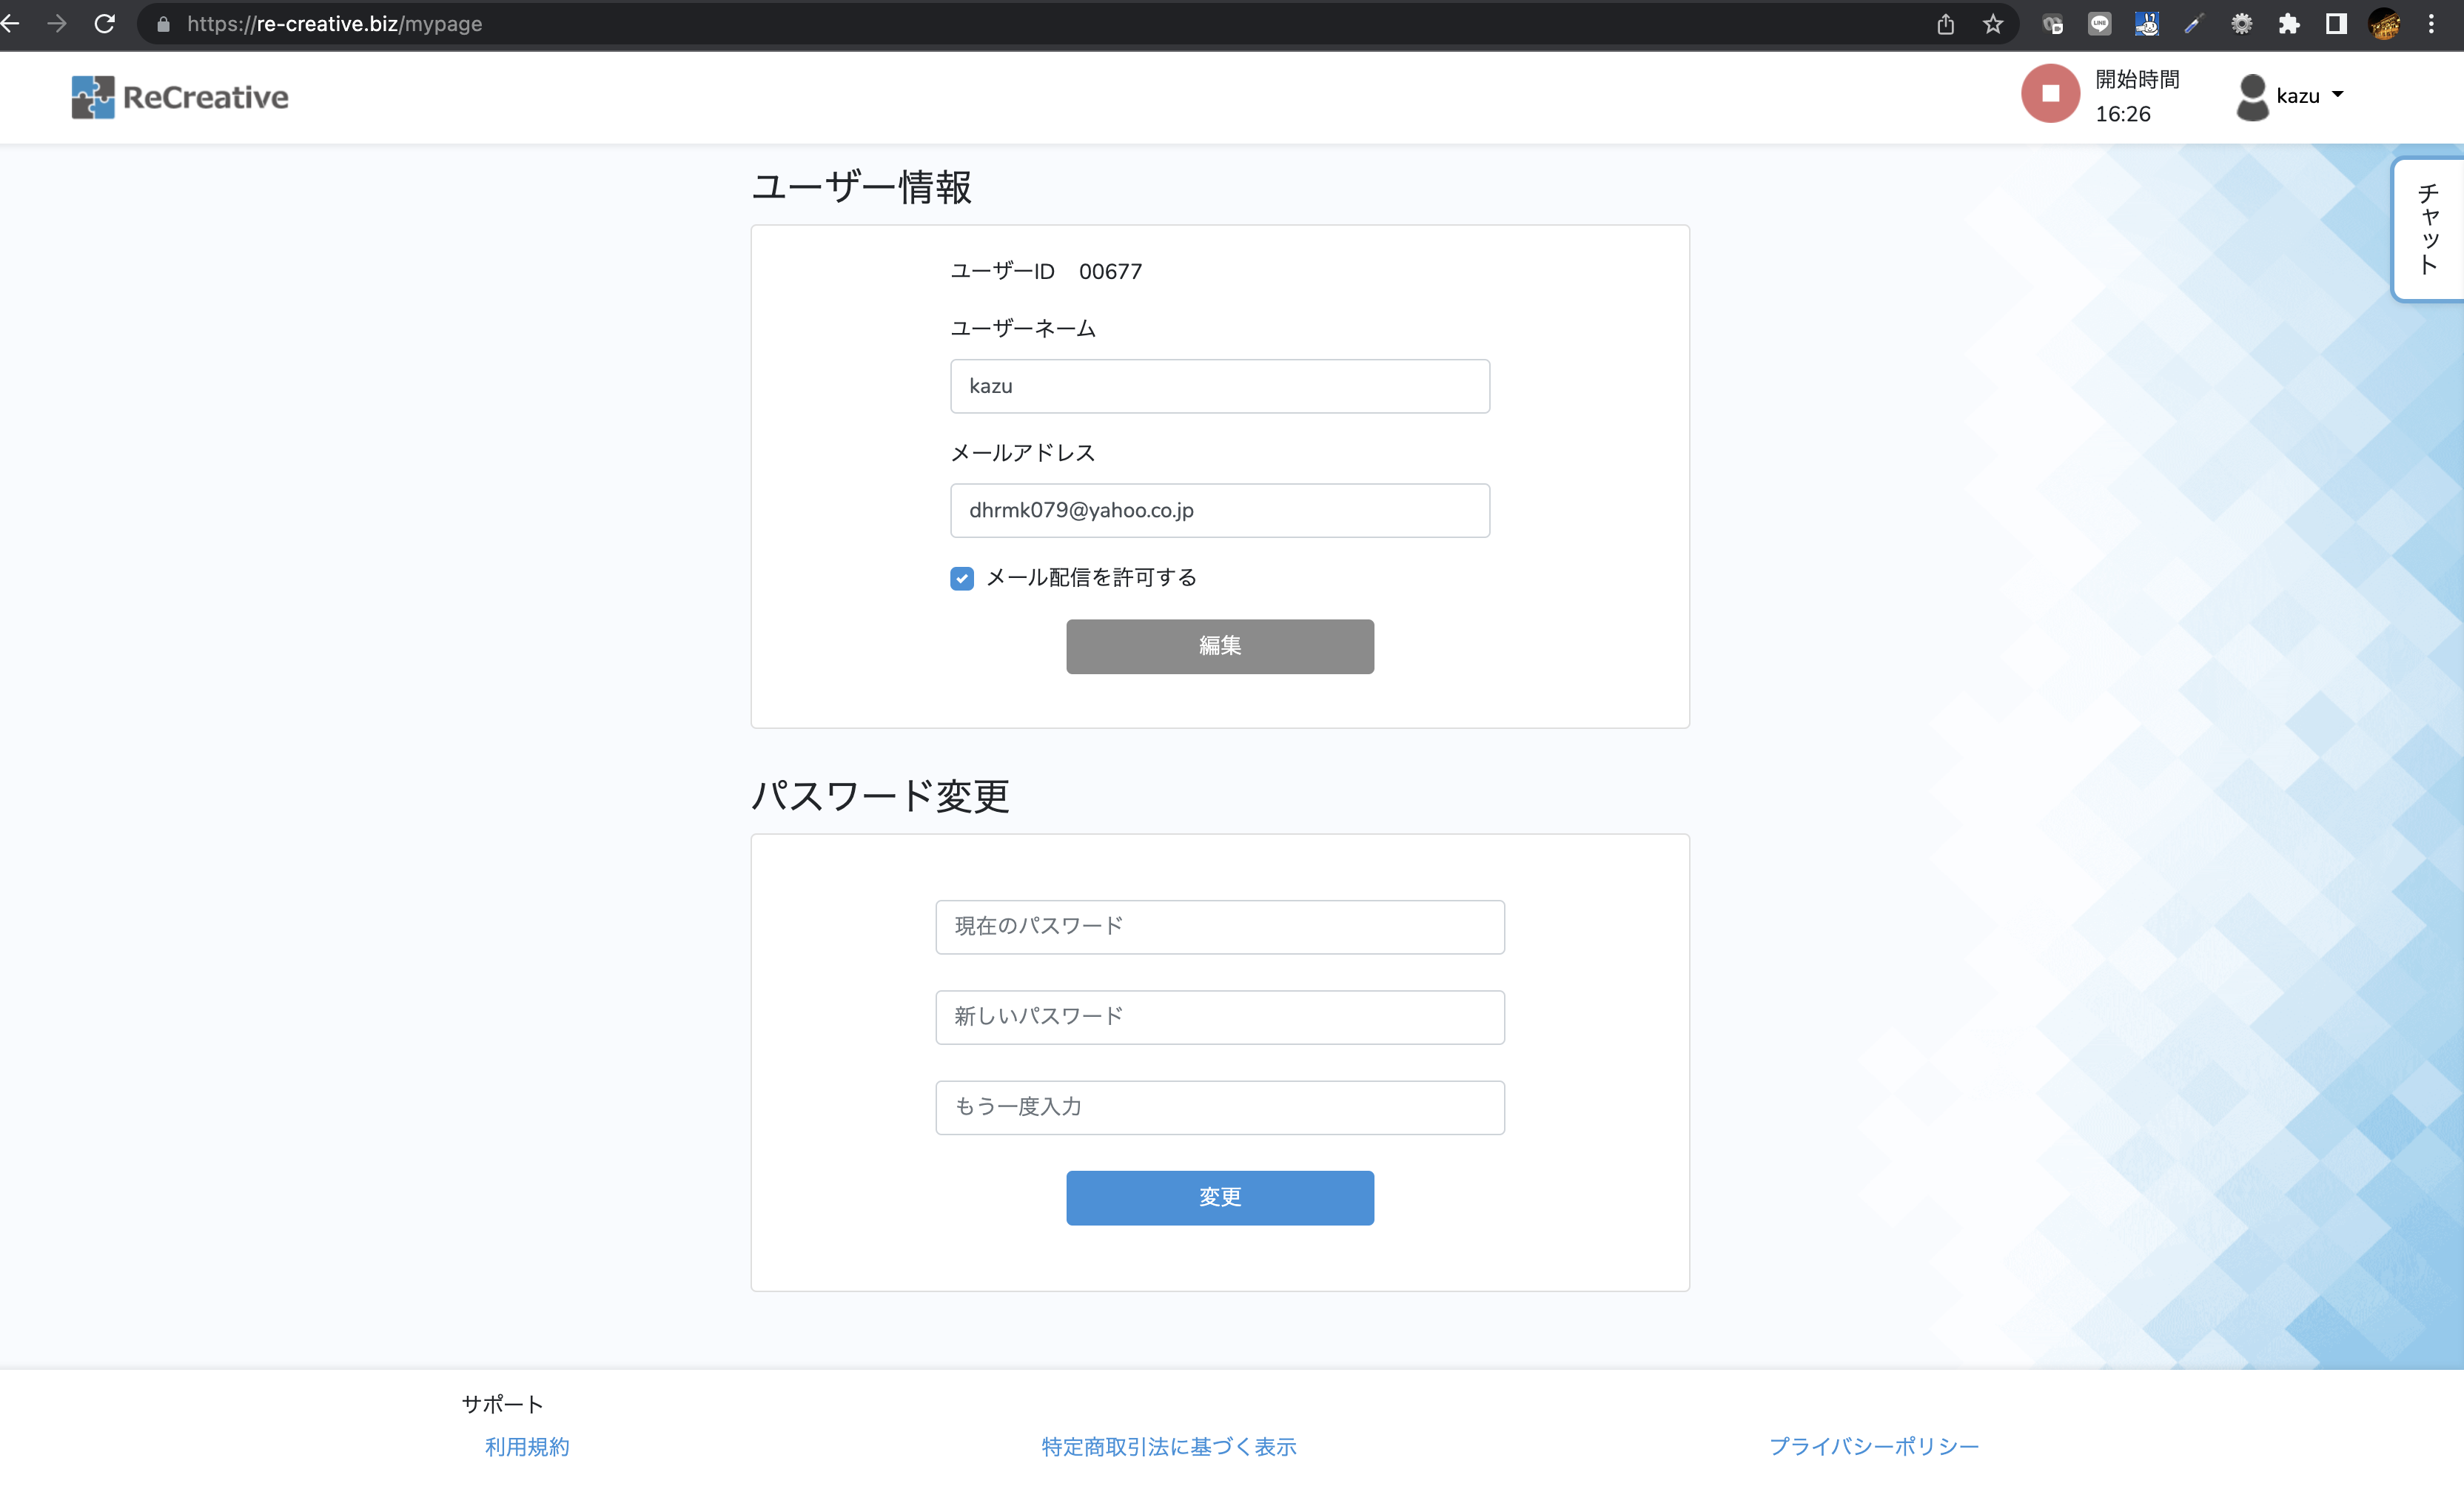 https://re-creative.biz/mypage
ReCreative
開始時間
16:26
kazu
チャット
ユーザー情報
ユーザーID 00677
ユーザーネーム
kazu
メールアドレス
dhrmk079@yahoo.co.jp
メール配信を許可する
編集
パスワード変更
現在のパスワード
新しいパスワード
もう一度入力
変更
サポート
利用規約
特定商取引法に基づく表示
プライバシーポリシー